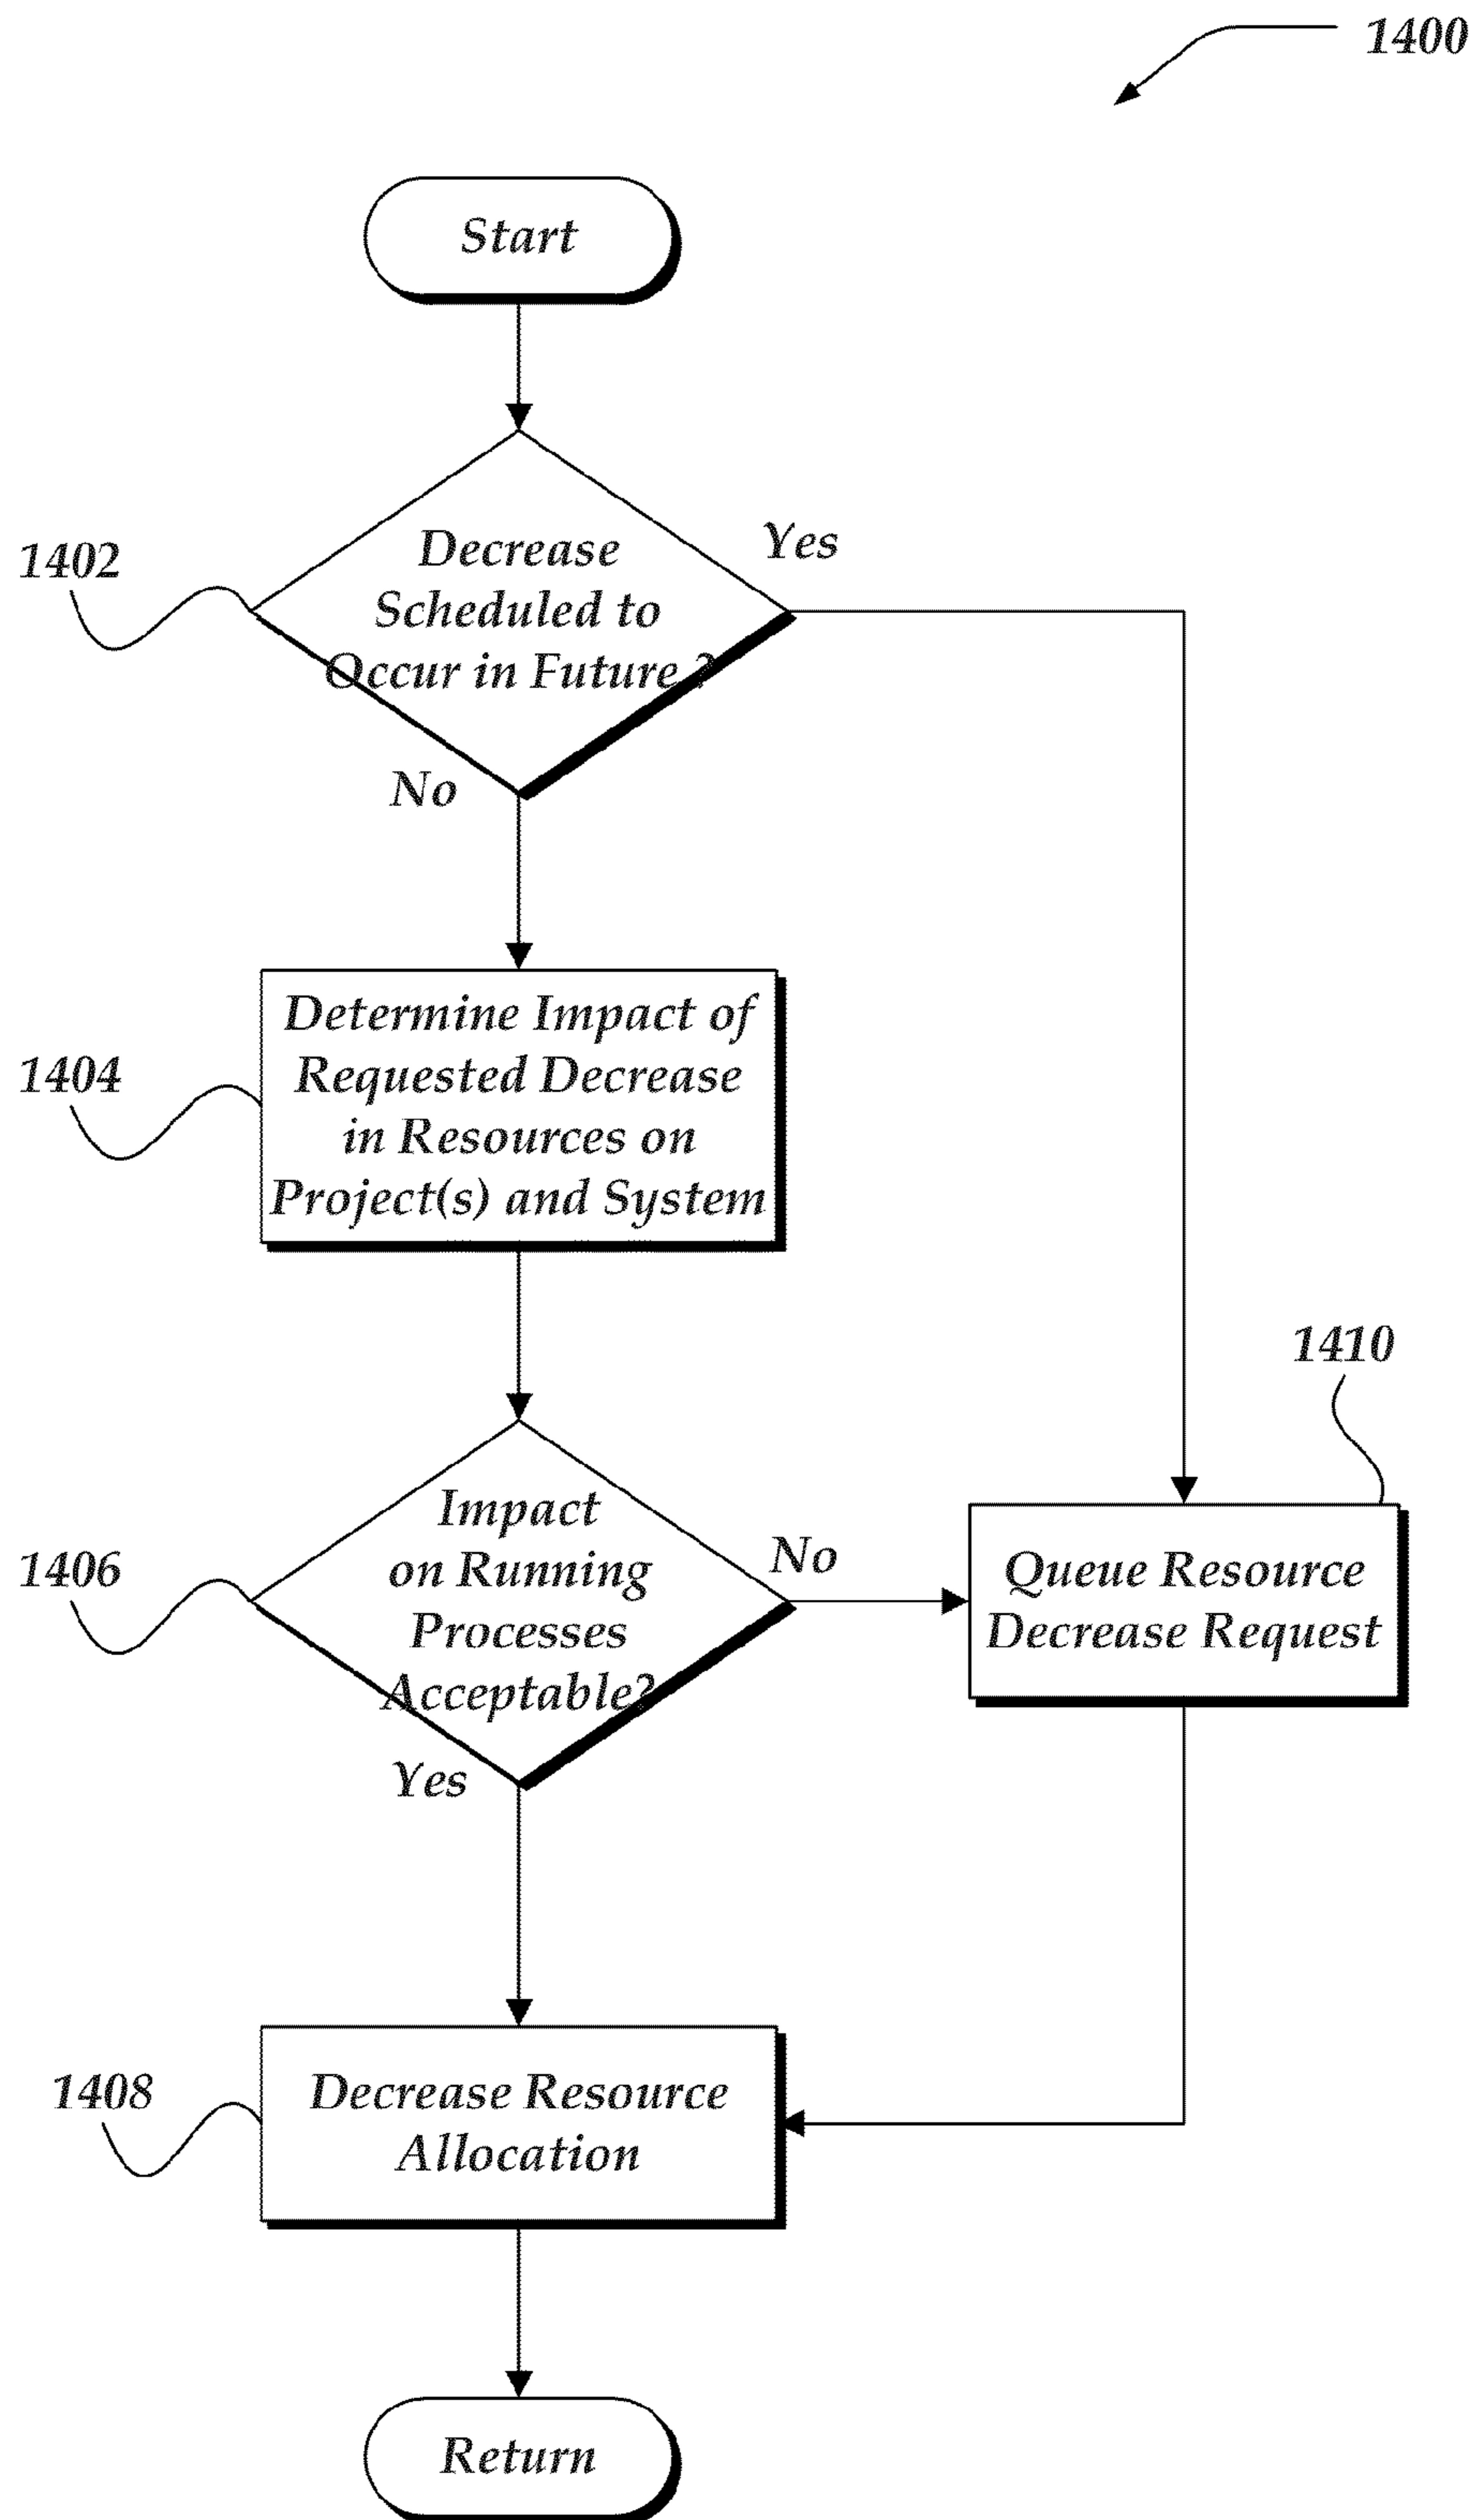 1400
Start
1402
Decrease
Scheduled to
Occur in Future ?
Yes
No
1404
Determine Impact of
Requested Decrease
in Resources on
Project(s) and System
1406
Impact
on Running
Processes
Acceptable?
No
Yes
1410
Queue Resource
Decrease Request
1408
Decrease Resource
Allocation
Return